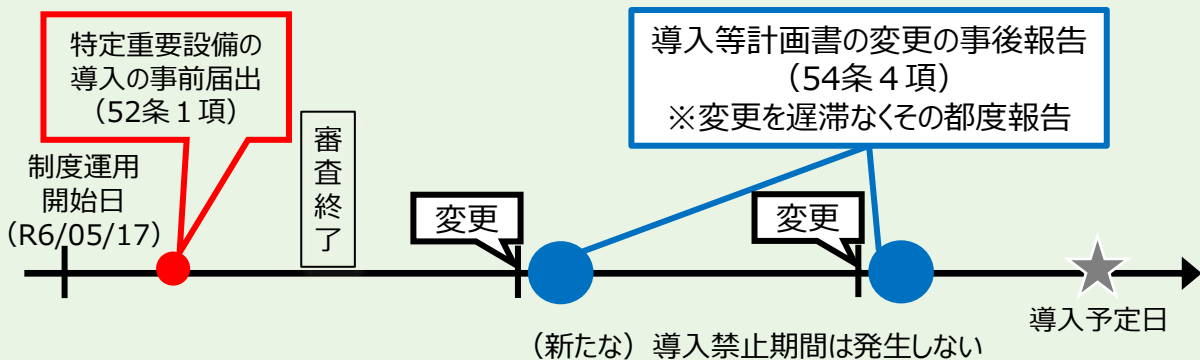 特定重要設備の
導入の事前届出
（52条１項）
導入等計画書の変更の事後報告
（54条４項）
※変更を遅滞なくその都度報告
審査終了
制度運用
開始日
（R6/05/17）
変更
変更
導入予定日
（新たな）導入禁止期間は発生しない